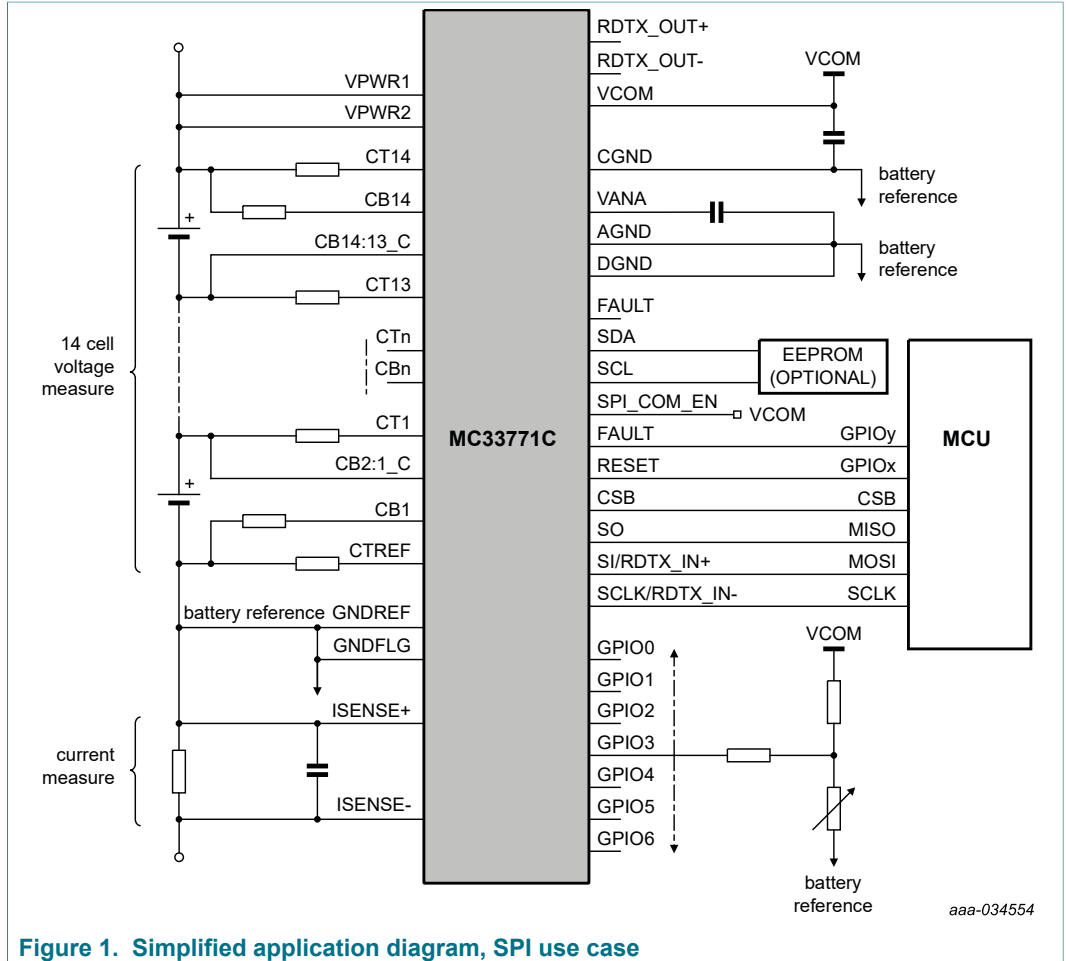 RDTX_OUT+
RDTX_OUT-
VCOM
VPWR1
VCOM
VPWR2
CT14
CGND
battery
reference
CB14
VANA
+
AGND
CB14:13_C
battery
reference
DGND
CT13
FAULT
14 cell
voltage
measure
CTn
SDA
EEPROM
(OPTIONAL)
CBn
SCL
SPI_COM_EN
VCOM
CT1
MC33771C
FAULT
GPIOy
MCU
CB2:1_C
RESET
GPIOx
+
CSB
CSB
CB1
SO
MISO
CTREF
SI/RDTX_IN+
MOSI
SCLK/RDTX_IN-
SCLK
battery reference
GNDREF
VCOM
GNDFLG
GPIO0
GPIO1
ISENSE+
GPIO2
current
measure
GPIO3
GPIO4
ISENSE-
GPIO5
GPIO6
battery
reference
aaa-034554
Figure 1. Simplified application diagram, SPI use case